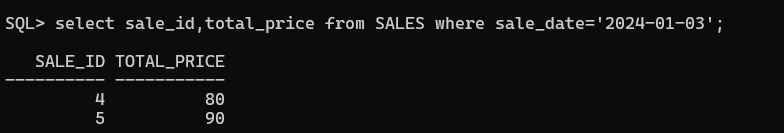 SQL> select sale_id,total_price from SALES where sale_date='2024-01-03';
   SALE_ID TOTAL_PRICE
---------- -----------
         4          80
         5          90